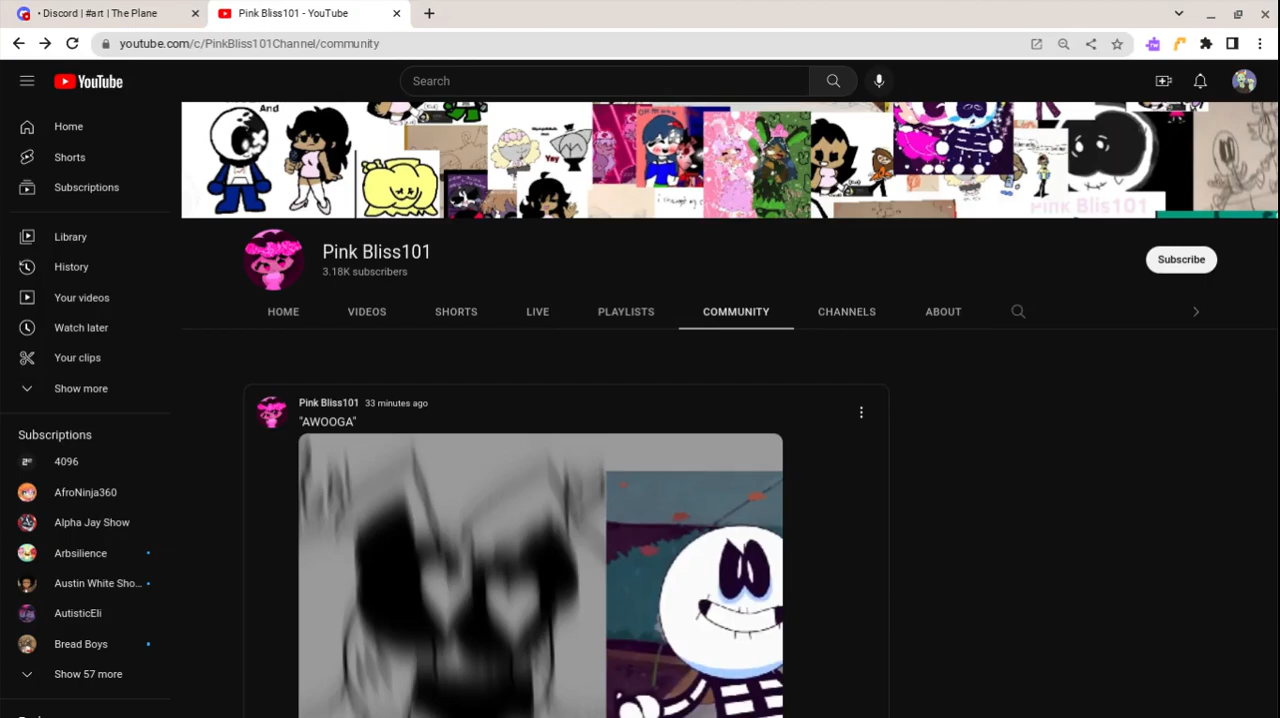 • Discord | #art | The Plane
Pink Bliss101 - YouTube
youtube.com/c/PinkBliss101Channel/community
YouTube
Search
And
Yay
Pink Blis101
Home
Shorts
Subscriptions
Library
History
Your videos
Watch later
Your clips
Show more
Subscriptions
4096
AfroNinja360
Alpha Jay Show
Arbsilience
Austin White Sho...
AutisticEli
Bread Boys
Show 57 more
Pink Bliss101
3.18K subscribers
Subscribe
HOME VIDEOS SHORTS LIVE PLAYLISTS COMMUNITY CHANNELS ABOUT
Pink Bliss101 33 minutes ago
"AWOOGA"